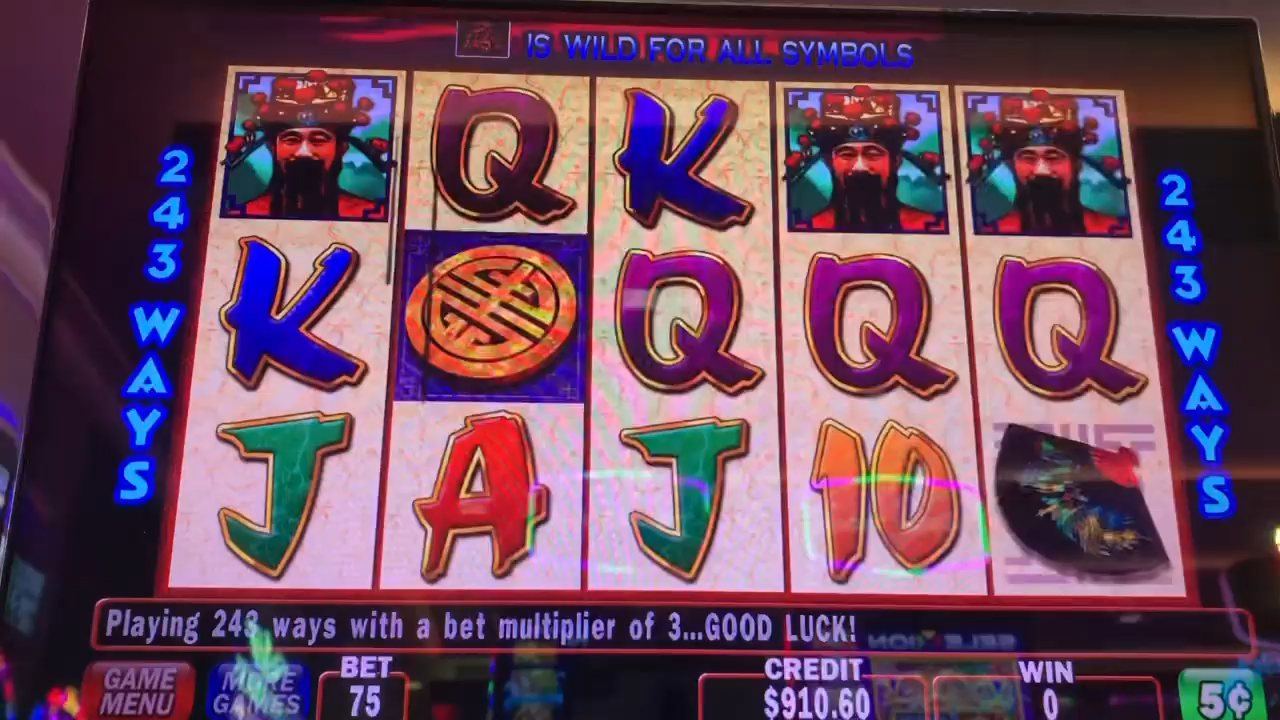 IS WILD FOR ALL SYMBOLS
243 WAYS
Q K
K Q Q Q
J A J 10
243 WAYS
Playing 243 ways with a bet multiplier of 3...GOOD LUCK!
GAME MENU
MORE GAMES
BET
75
CREDIT
$910.60
WIN
0
5¢